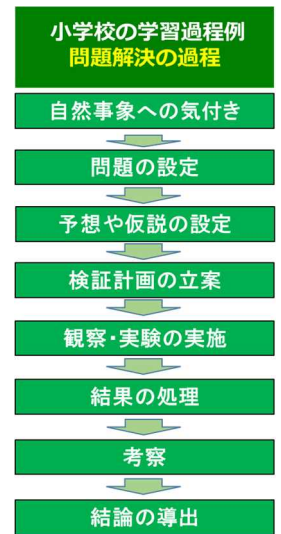 小学校の学習過程例
問題解決の過程
自然事象への気付き
問題の設定
予想や仮説の設定
検証計画の立案
観察・実験の実施
結果の処理
考察
結論の導出